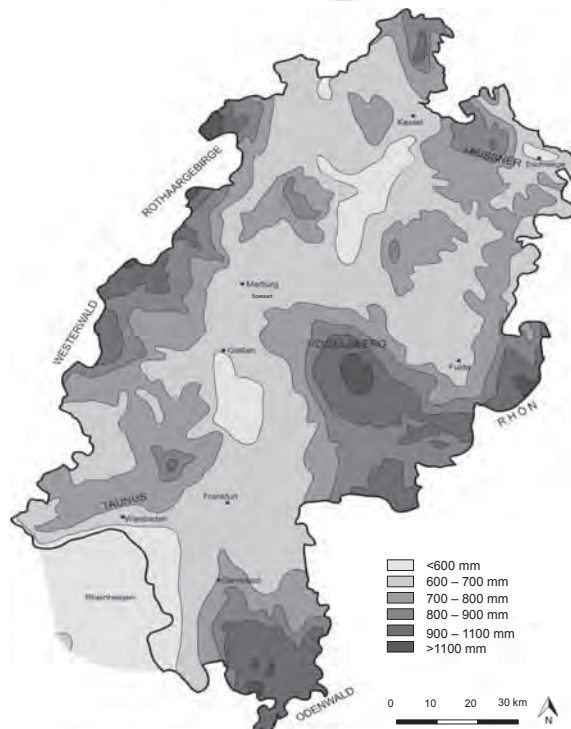 Kassel
MEISSNER
Eschwege
ROTHAARGEBIRGE
Marburg
Spessart
WESTERWALD
Gießen
VOGELSBERG
Fulda
RHÖN
TAUNUS
Frankfurt
Wiesbaden
Rheinhessen
Darmstadt
ODENWALD
<600 mm
600 – 700 mm
700 – 800 mm
800 – 900 mm
900 – 1100 mm
>1100 mm
0 10 20 30 km
N